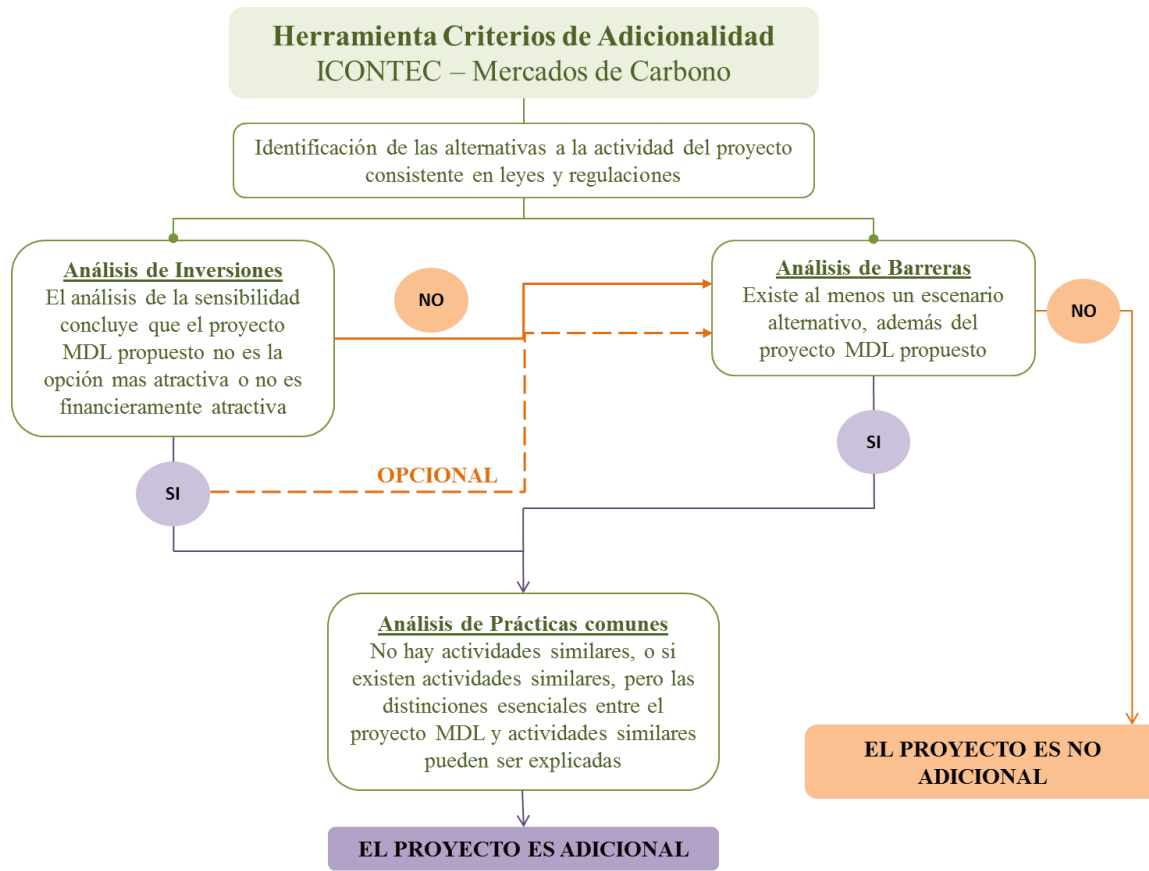 Herramienta Criterios de Adicionalidad
ICONTEC – Mercados de Carbono
Identificación de las alternativas a la actividad del proyecto
consistente en leyes y regulaciones
Análisis de Inversiones
El análisis de la sensibilidad
concluye que el proyecto
MDL propuesto no es la
opción mas atractiva o no es
financieramente atractiva
NO
Análisis de Barreras
Existe al menos un escenario
alternativo, además del
proyecto MDL propuesto
NO
SI
OPCIONAL
SI
Análisis de Prácticas comunes
No hay actividades similares, o si
existen actividades similares, pero las
distinciones esenciales entre el
proyecto MDL y actividades similares
pueden ser explicadas
EL PROYECTO ES NO
ADICIONAL
EL PROYECTO ES ADICIONAL